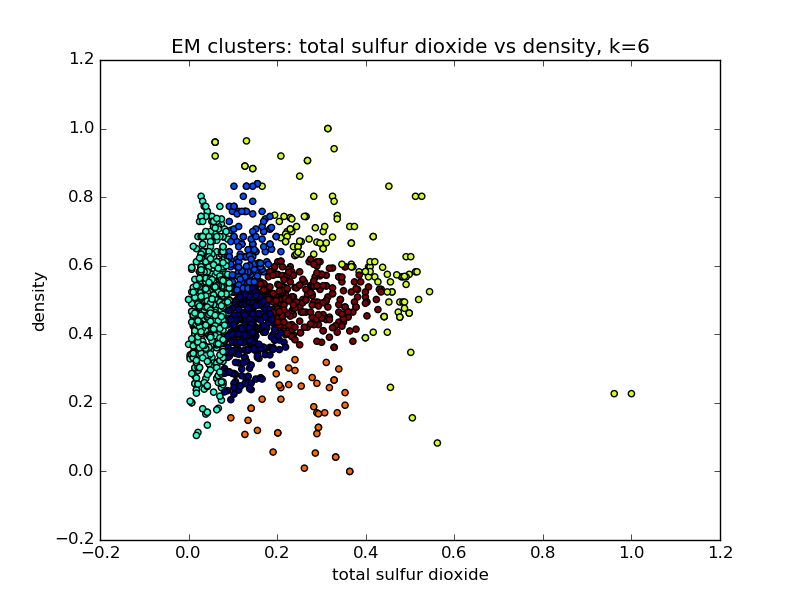 EM clusters: total sulfur dioxide vs density, k=6
1.2
1.0
0.8
0.6
0.4
0.2
0.0
−0.2
density
−0.2 0.0 0.2 0.4 0.6 0.8 1.0 1.2
total sulfur dioxide